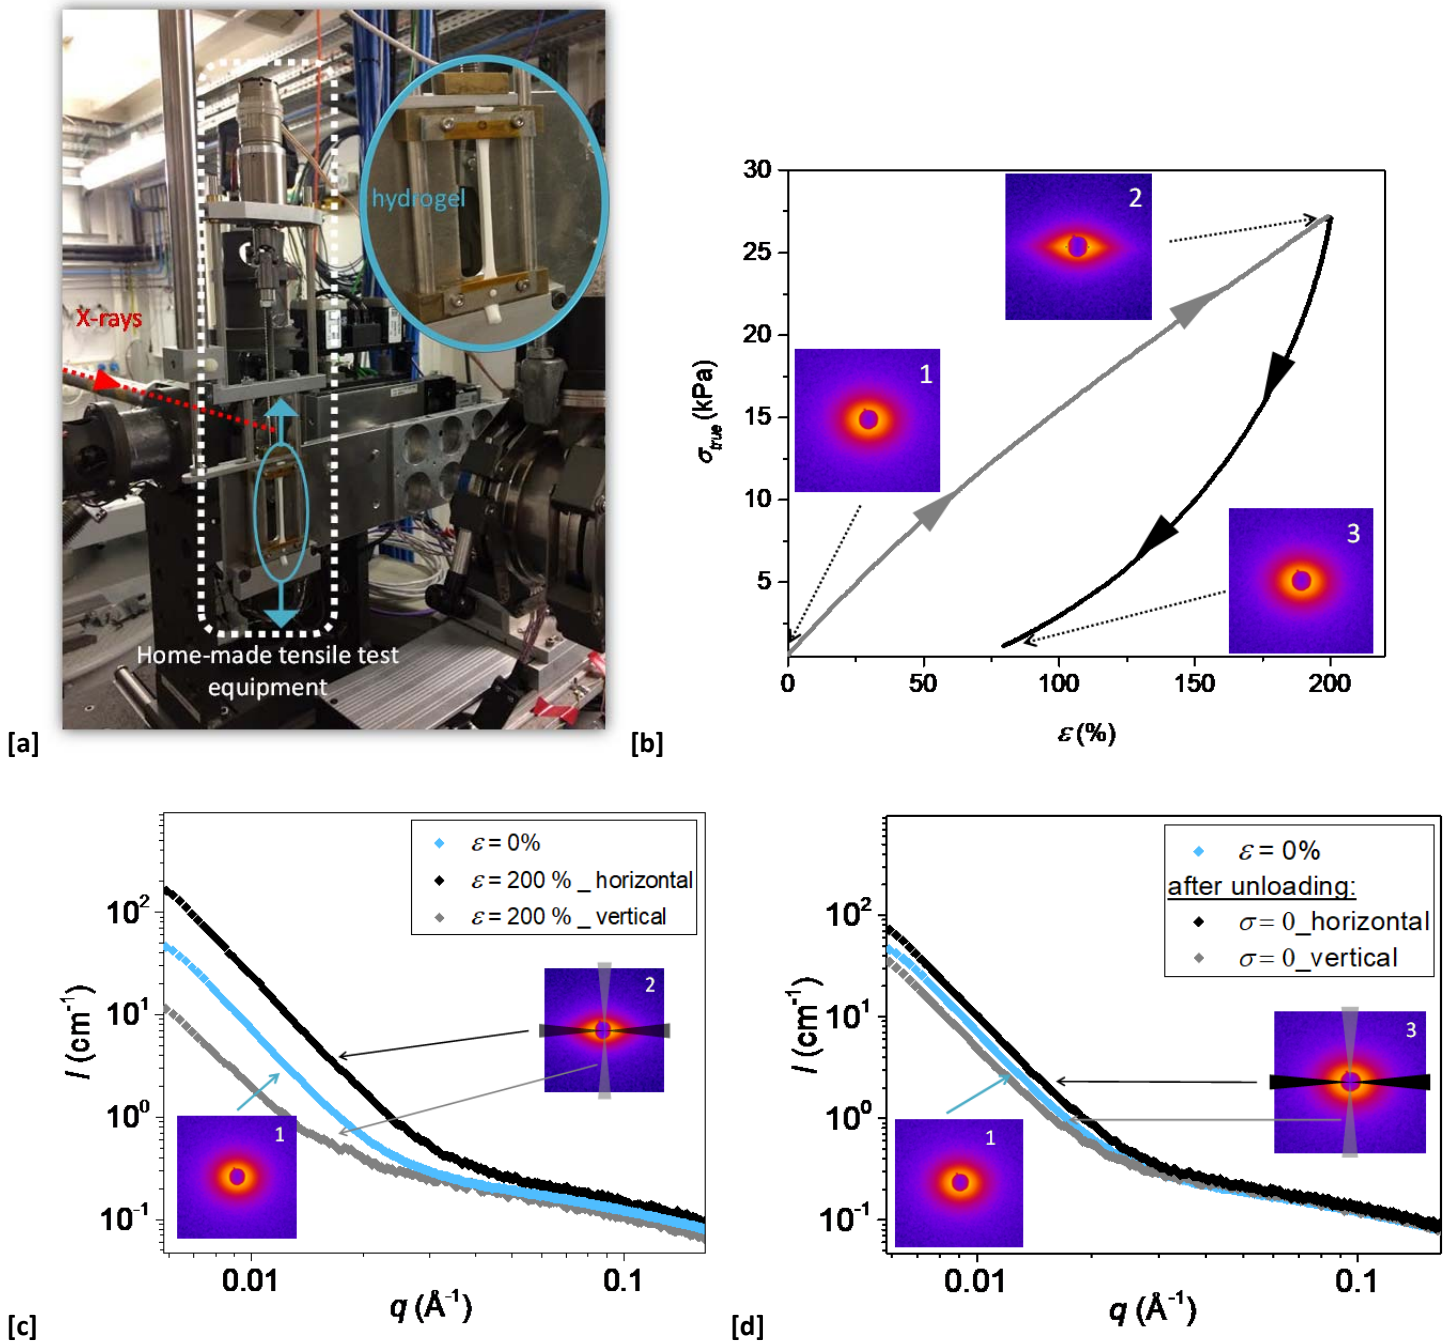 hydrogel
X-rays
Home-made tensile test
equipment
[a]
30
25
20
15
10
5
0
50
100
150
200
σtrue (kPa)
ε (%)
1
2
3
[b]
ε = 0%
ε = 200 % _ horizontal
ε = 200 % _ vertical
10²
10¹
10⁰
10⁻¹
I (cm⁻¹)
2
1
0.01
0.1
q (Å⁻¹)
[c]
ε = 0%
after unloading:
σ = 0_horizontal
σ = 0_vertical
10²
10¹
10⁰
10⁻¹
I (cm⁻¹)
3
1
0.01
0.1
q (Å⁻¹)
[d]